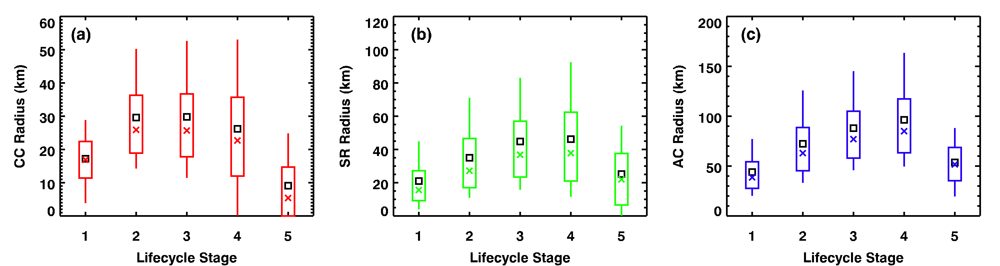 (a)
60
50
40
30
20
10
0
CC Radius (km)
1 2 3 4 5
Lifecycle Stage
(b)
120
100
80
60
40
20
0
SR Radius (km)
1 2 3 4 5
Lifecycle Stage
(c)
200
150
100
50
0
AC Radius (km)
1 2 3 4 5
Lifecycle Stage